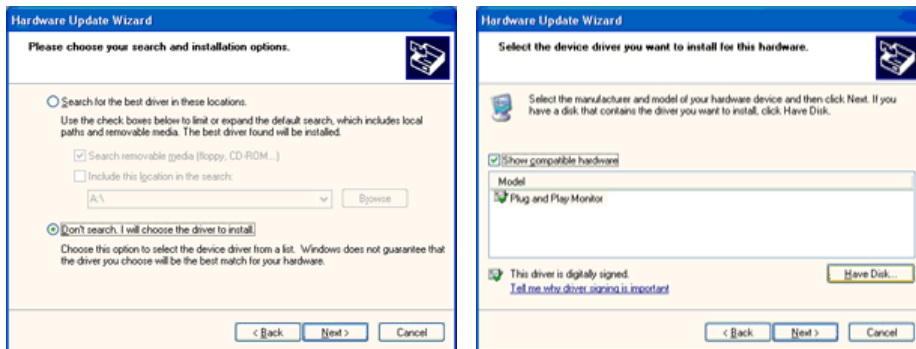 Hardware Update Wizard
Please choose your search and installation options.
Search for the best driver in these locations.
Use the check boxes below to limit or expand the default search, which includes local
paths and removable media. The best driver found will be installed.
Search removable media (floppy, CD-ROM...)
Include this location in the search:
A:\
Browse
Don't search. I will choose the driver to install.
Choose this option to select the device driver from a list. Windows does not guarantee that
the driver you choose will be the best match for your hardware.
< Back
Next >
Cancel
Hardware Update Wizard
Select the device driver you want to install for this hardware.
Select the manufacturer and model of your hardware device and then click Next. If you
have a disk that contains the driver you want to install, click Have Disk.
Show compatible hardware
Model
Plug and Play Monitor
This driver is digitally signed.
Tell me why driver signing is important
Have Disk...
< Back
Next >
Cancel